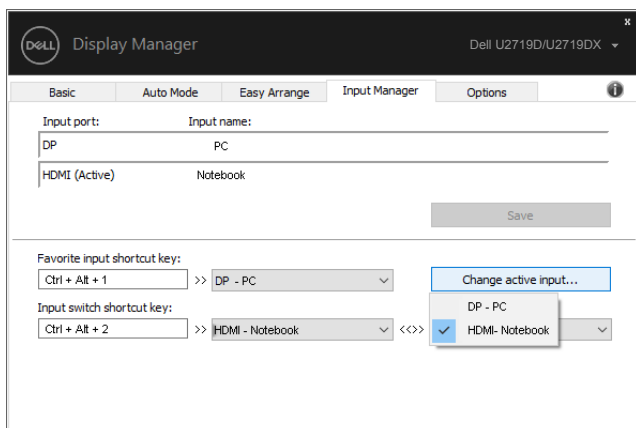 x
DELL Display Manager Dell U2719D/U2719DX
Basic Auto Mode Easy Arrange Input Manager Options i
Input port: Input name:
DP PC
HDMI (Active) Notebook
Save
Favorite input shortcut key:
Ctrl + Alt + 1 >> DP - PC Change active input...
DP - PC
Input switch shortcut key:
Ctrl + Alt + 2 >> HDMI - Notebook <<>> HDMI- Notebook